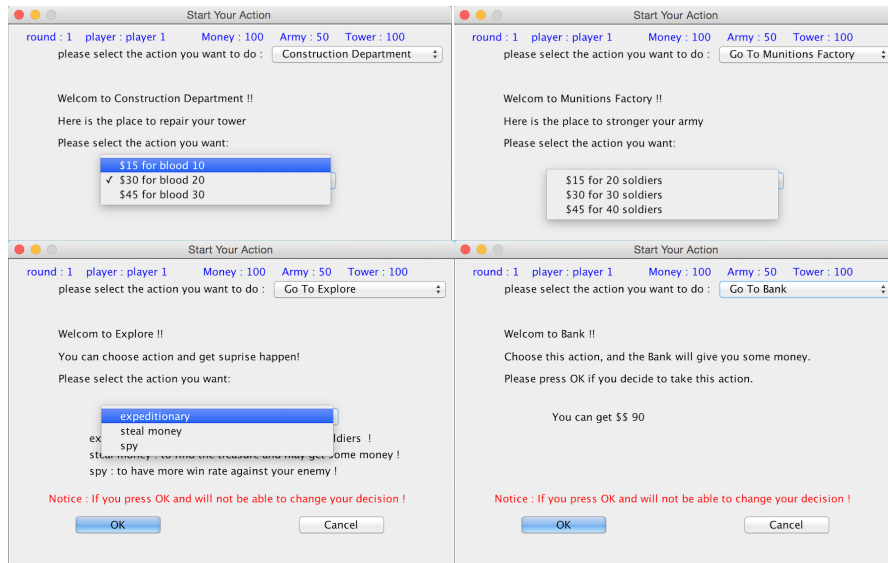 Start Your Action
round : 1 player : player 1 Money : 100 Army : 50 Tower : 100
please select the action you want to do : Construction Department
Welcom to Construction Department !!
Here is the place to repair your tower
Please select the action you want:
$15 for blood 10
✓ $30 for blood 20
$45 for blood 30
Start Your Action
round : 1 player : player 1 Money : 100 Army : 50 Tower : 100
please select the action you want to do : Go To Munitions Factory
Welcom to Munitions Factory !!
Here is the place to stronger your army
Please select the action you want:
$15 for 20 soldiers
$30 for 30 soldiers
$45 for 40 soldiers
Start Your Action
round : 1 player : player 1 Money : 100 Army : 50 Tower : 100
please select the action you want to do : Go To Explore
Welcom to Explore !!
You can choose action and get suprise happen!
Please select the action you want:
expeditionary
steal money
spy
ex ldiers !
steal money : to find the treasure and may get some money !
spy : to have more win rate against your enemy !
Notice : If you press OK and will not be able to change your decision !
OK Cancel
Start Your Action
round : 1 player : player 1 Money : 100 Army : 50 Tower : 100
please select the action you want to do : Go To Bank
Welcom to Bank !!
Choose this action, and the Bank will give you some money.
Please press OK if you decide to take this action.
You can get $$ 90
Notice : If you press OK and will not be able to change your decision !
OK Cancel